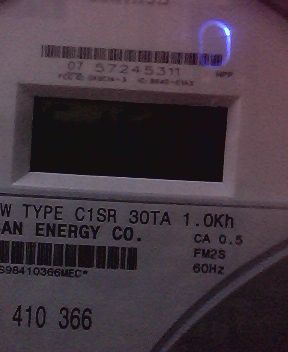 07 57245311
W TYPE C1SR 30TA 1.0Kh
AN ENERGY CO.
CA 0.5
FM2S
60Hz
S98410366MEC*
410 366